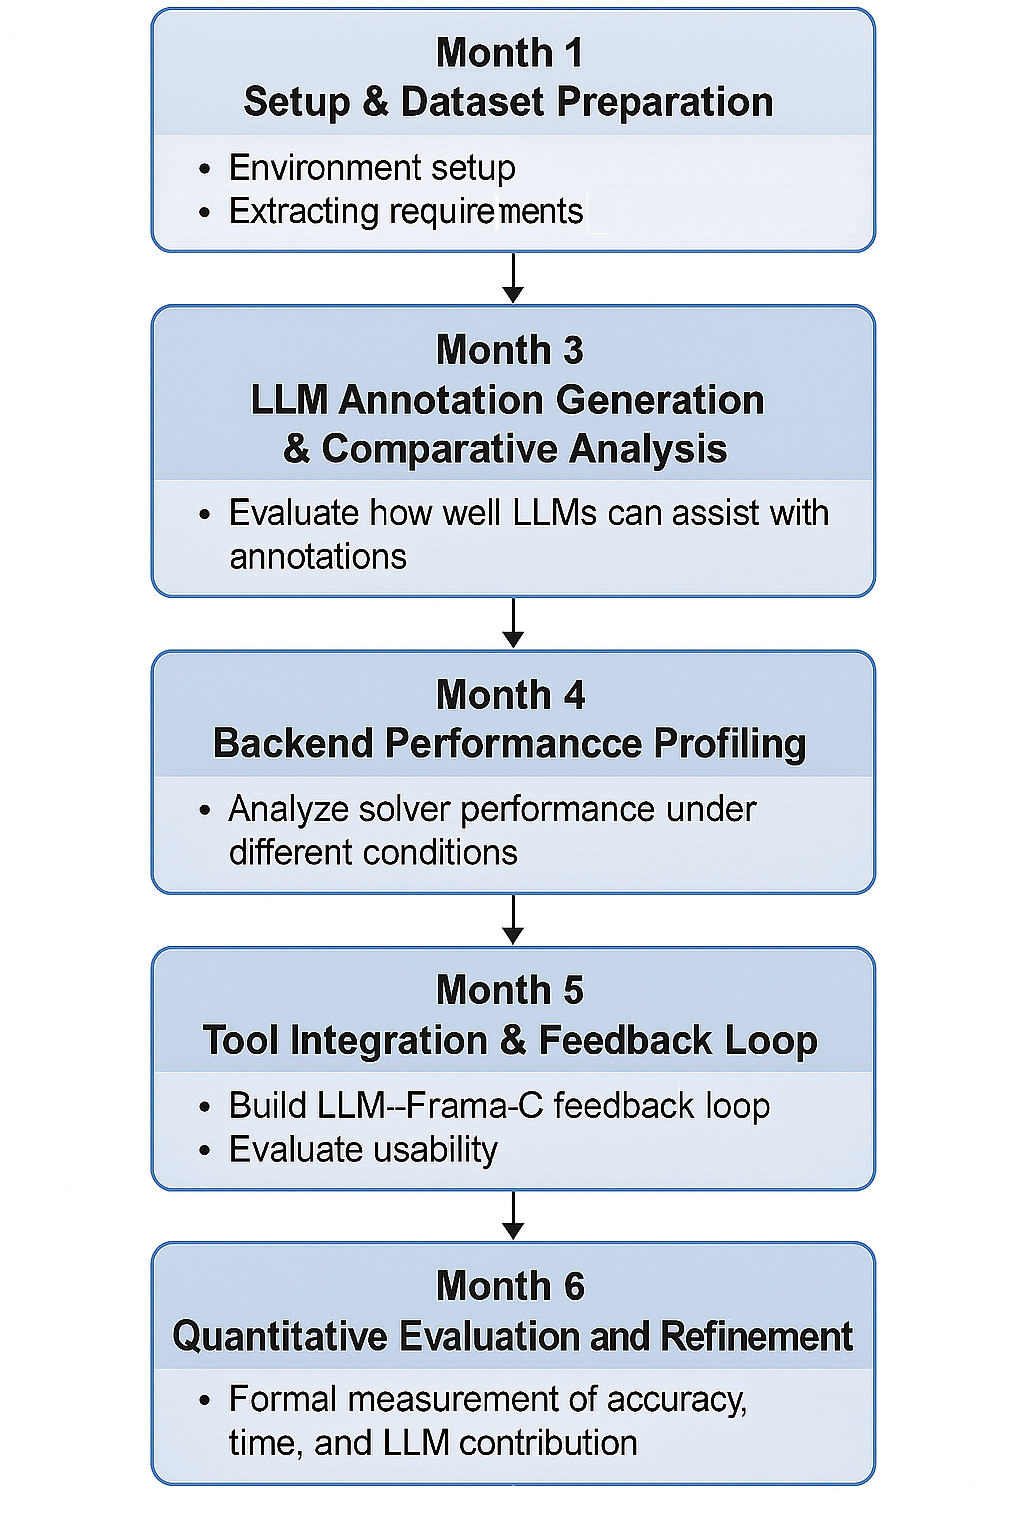 Month 1
Setup & Dataset Preparation
• Environment setup
• Extracting requirements
Month 3
LLM Annotation Generation
& Comparative Analysis
• Evaluate how well LLMs can assist with
annotations
Month 4
Backend Performancce Profiling
• Analyze solver performance under
different conditions
Month 5
Tool Integration & Feedback Loop
• Build LLM--Frama-C feedback loop
• Evaluate usability
Month 6
Quantitative Evaluation and Refinement
• Formal measurement of accuracy,
time, and LLM contribution